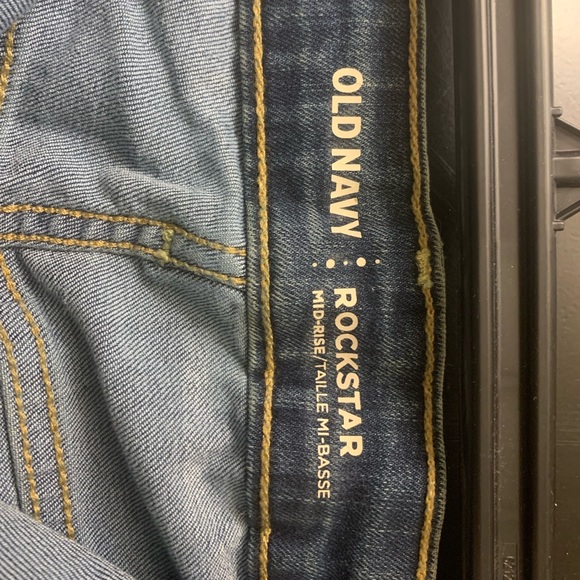 OLD NAVY
ROCKSTAR
MID-RISE/TAILLE MI-BASSE